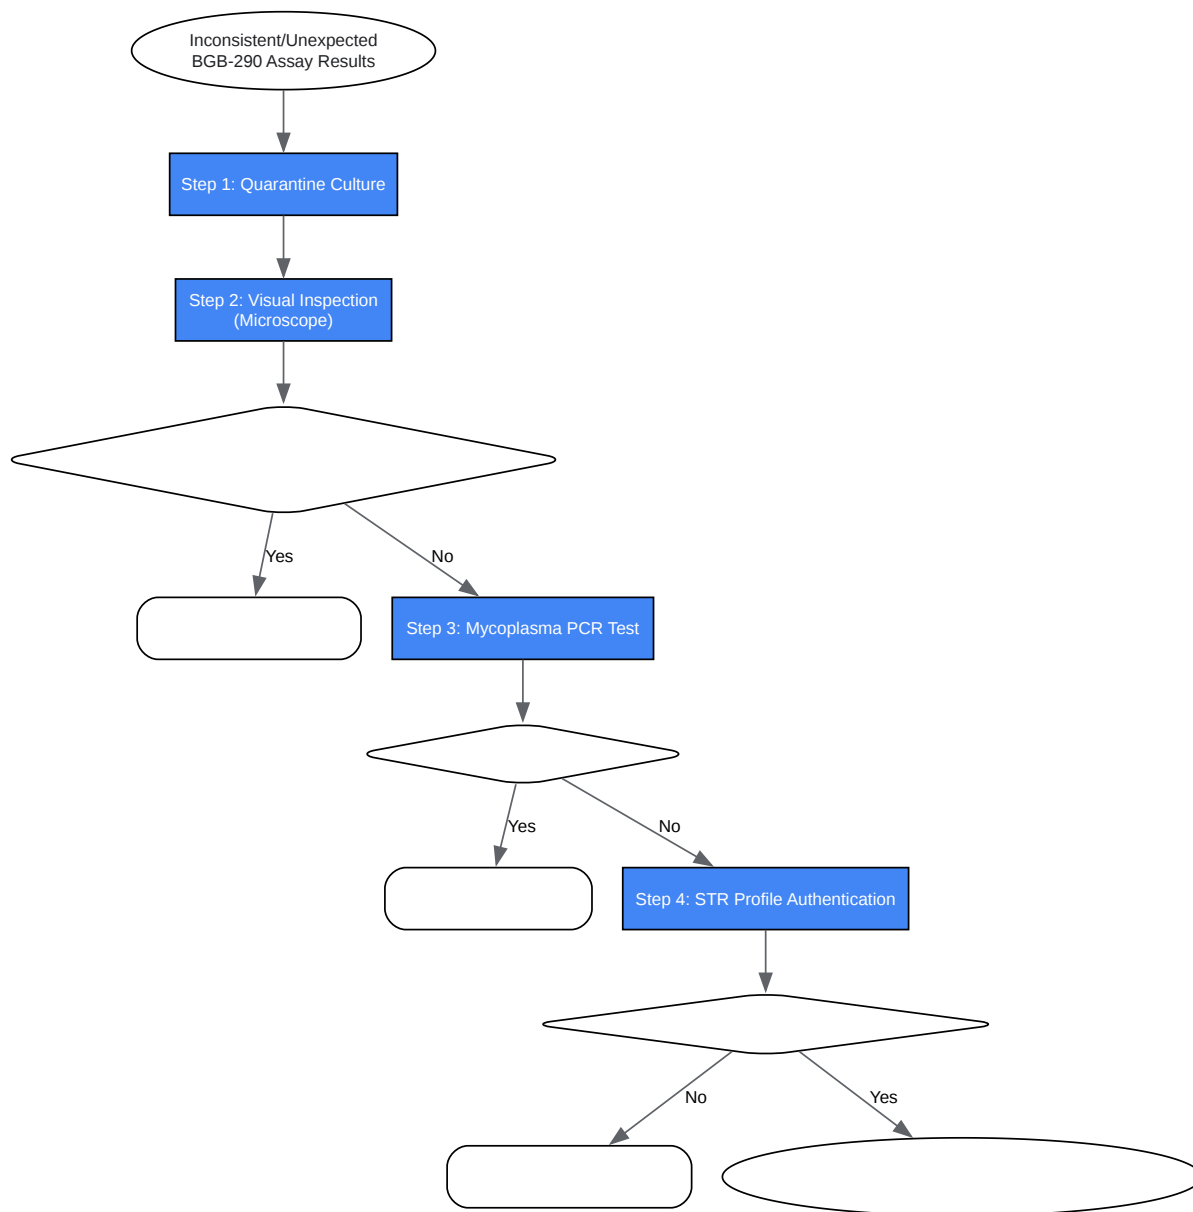 Inconsistent/Unexpected
BGB-290 Assay Results
Step 1: Quarantine Culture
Step 2: Visual Inspection
(Microscope)
Yes
No
Step 3: Mycoplasma PCR Test
Yes
No
Step 4: STR Profile Authentication
No
Yes